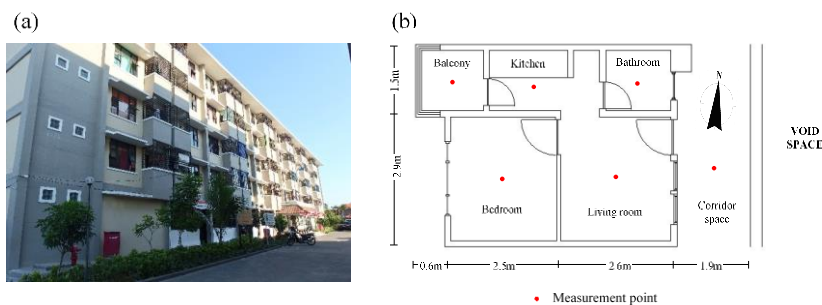 (a)
(b)
Balcony
Kitchen
Bathroom
1.5m
N
VOID
SPACE
2.9m
Bedroom
Living room
Corridor
space
0.6m
2.5m
2.6m
1.9m
Measurement point